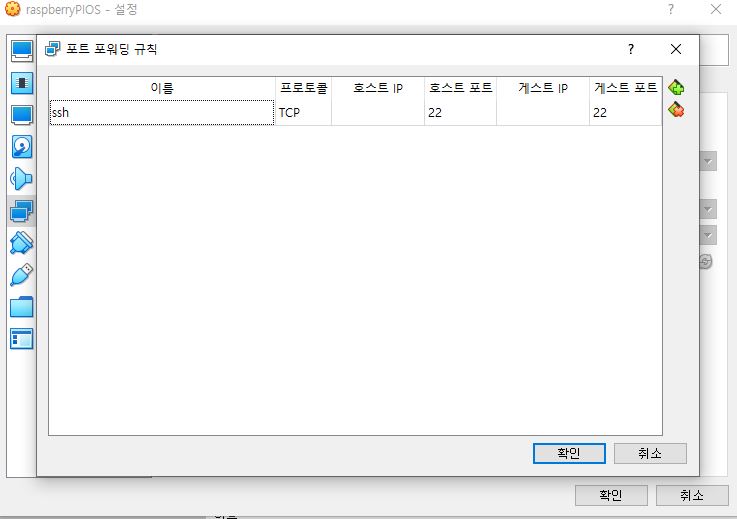 raspberryPIOS - 설정
포트 포워딩 규칙
이름 프로토콜 호스트 IP 호스트 포트 게스트 IP 게스트 포트
ssh TCP 22 22
확인 취소
확인 취소